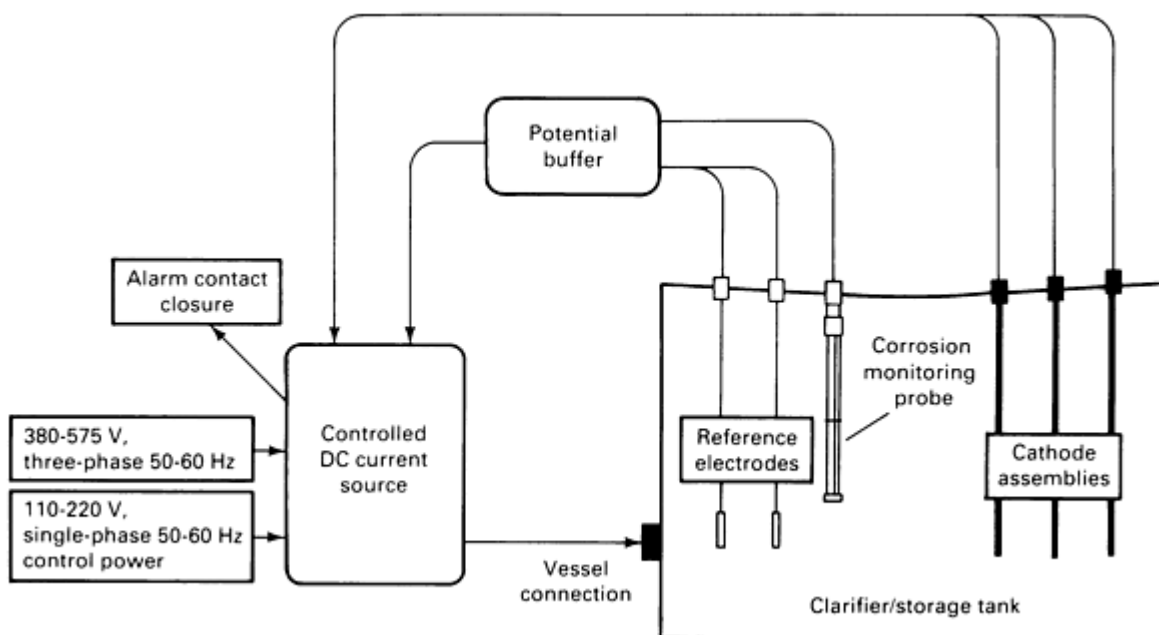 Potential
buffer
Alarm contact
closure
Corrosion
monitoring
probe
380-575 V,
three-phase 50-60 Hz
Controlled
DC current
source
Reference
electrodes
Cathode
assemblies
110-220 V,
single-phase 50-60 Hz
control power
Vessel
connection
Clarifier/storage tank